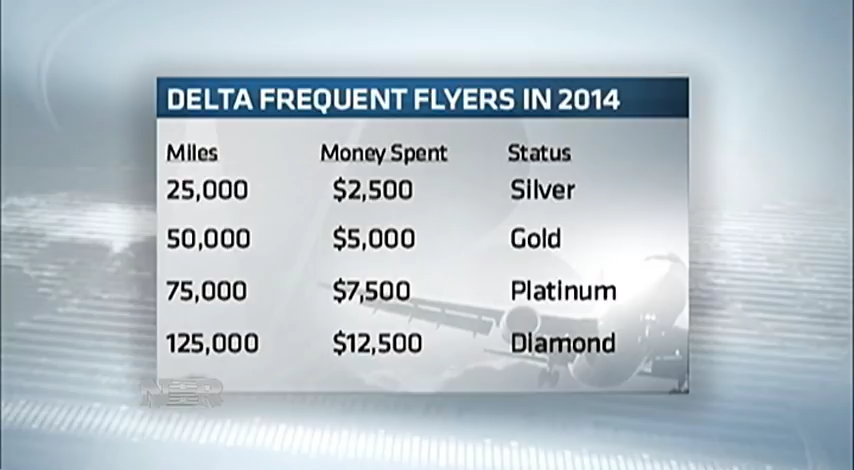 DELTA FREQUENT FLYERS IN 2014
Miles Money Spent Status
25,000 $2,500 Silver
50,000 $5,000 Gold
75,000 $7,500 Platinum
125,000 $12,500 Diamond